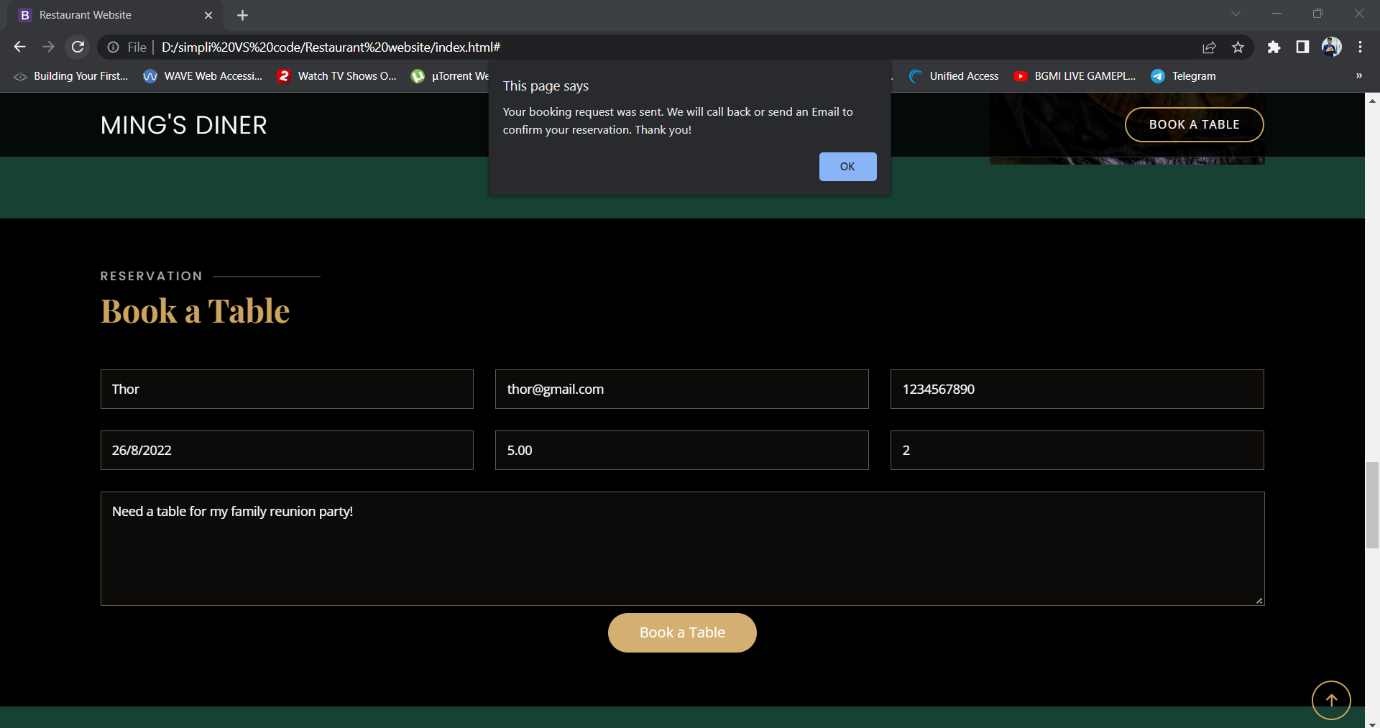 Restaurant Website
File
D:/simpli%20VS%20code/Restaurant%20website/index.html#
Building Your First...
WAVE Web Accessi...
Watch TV Shows O...
µTorrent We
Unified Access
BGMI LIVE GAMEPL...
Telegram
»
This page says
Your booking request was sent. We will call back or send an Email to
confirm your reservation. Thank you!
OK
MING'S DINER
BOOK A TABLE
RESERVATION
Book a Table
Thor
thor@gmail.com
1234567890
26/8/2022
5.00
2
Need a table for my family reunion party!
Book a Table